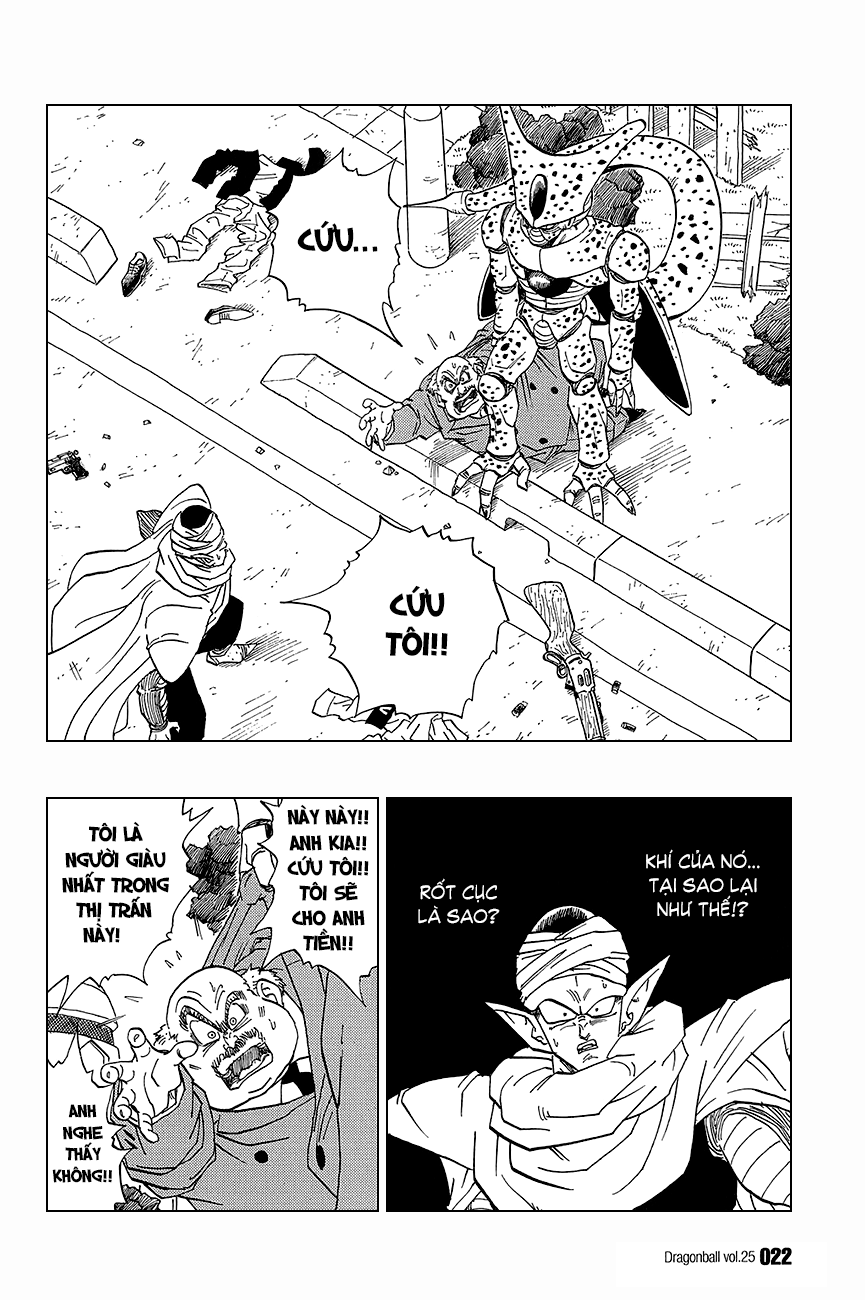 CỨU...
CỨU
TÔI!!
KHÍ CỦA NÓ...
TẠI SAO LẠI
NHƯ THẾ!?
RỐT CỤC
LÀ SAO?
NÀY NÀY!!
ANH KIA!!
CỨU TÔI!!
TÔI SẼ
CHO ANH
TIỀN!!
TÔI LÀ
NGƯỜI GIÀU
NHẤT TRONG
THỊ TRẤN
NÀY!
ANH
NGHE
THẤY
KHÔNG!!
Dragonball vol.25 022